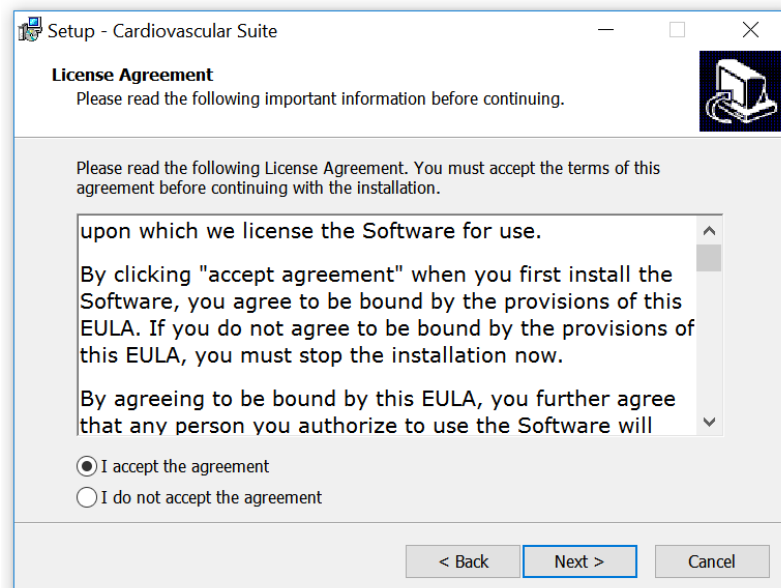 Setup - Cardiovascular Suite
License Agreement
Please read the following important information before continuing.
Please read the following License Agreement. You must accept the terms of this
agreement before continuing with the installation.
upon which we license the Software for use.
By clicking "accept agreement" when you first install the
Software, you agree to be bound by the provisions of this
EULA. If you do not agree to be bound by the provisions of
this EULA, you must stop the installation now.
By agreeing to be bound by this EULA, you further agree
that any person you authorize to use the Software will
I accept the agreement
I do not accept the agreement
< Back
Next >
Cancel